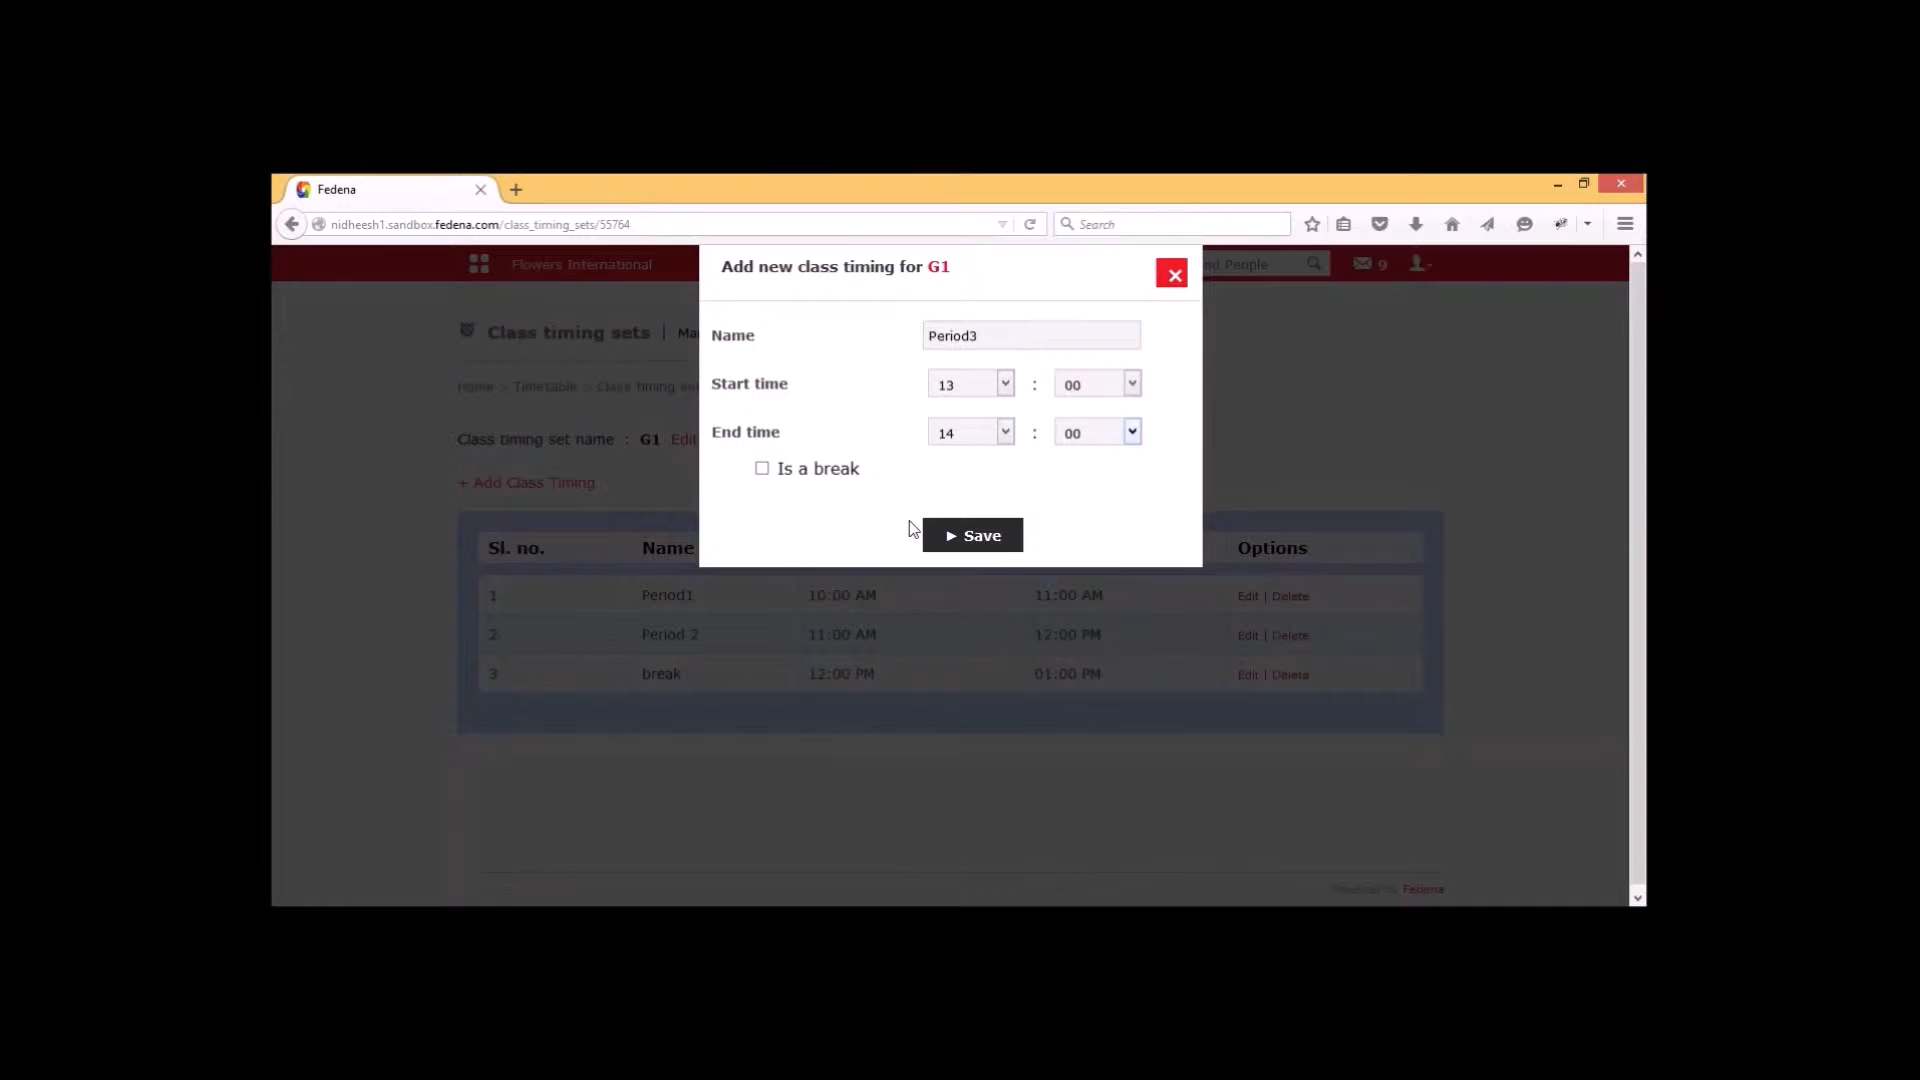 Fedena
nidheesh1.sandbox.fedena.com/class_timing_sets/55764
Search
Flowers International
Add new class timing for G1
nd People
9
Class timing sets | Ma
Name
Period3
Home > Timetable > Class timing se
Start time
13 : 00
Class timing set name : G1 Edit
End time
14 : 00
Is a break
+ Add Class Timing
Save
Sl. no. Name Options
1 Period1 10:00 AM 11:00 AM Edit | Delete
2 Period 2 11:00 AM 12:00 PM Edit | Delete
3 break 12:00 PM 01:00 PM Edit | Delete
Powered by Fedena